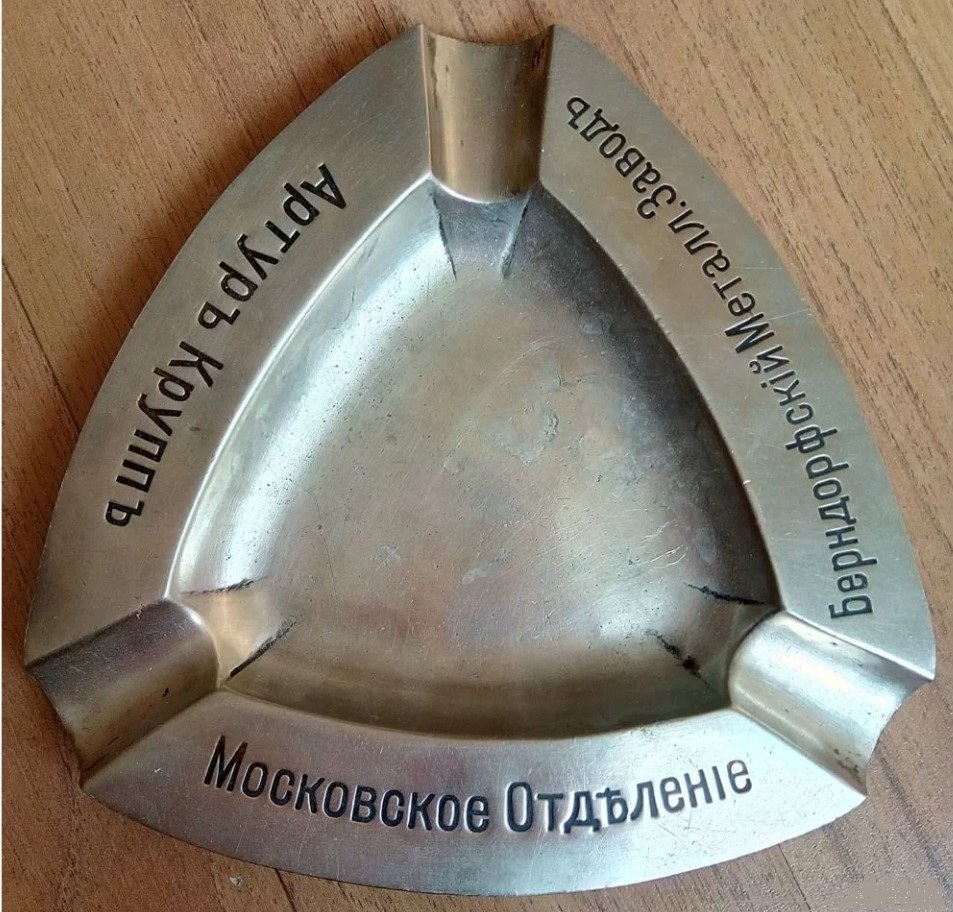 Артуръ Круппъ
Берндорфскій Металл. Заводъ
Московское Отдѣленіе